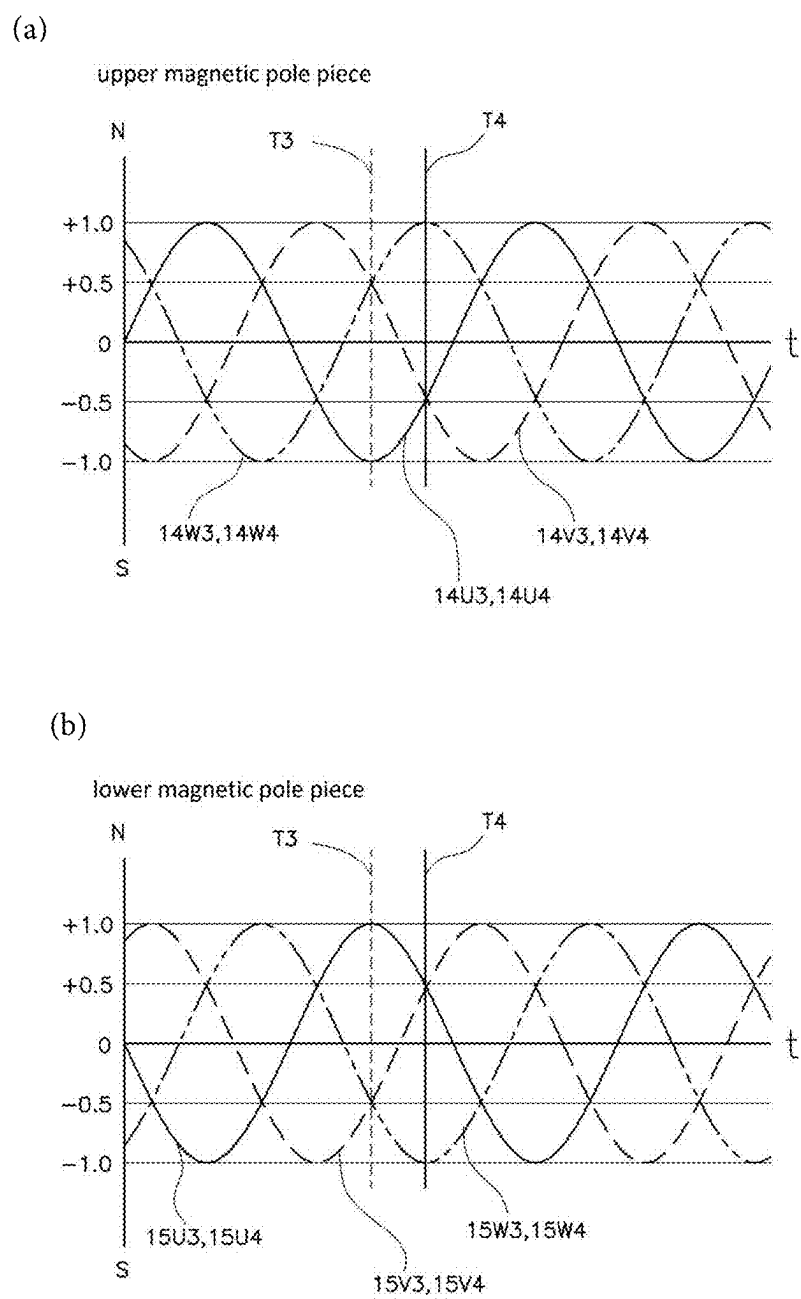 (a)
upper magnetic pole piece
N
T3
T4
+1.0
+0.5
0
t
−0.5
−1.0
14W3,14W4
14V3,14V4
S
14U3,14U4
(b)
lower magnetic pole piece
N
T3
T4
+1.0
+0.5
0
t
−0.5
−1.0
15U3,15U4
15W3,15W4
S
15V3,15V4